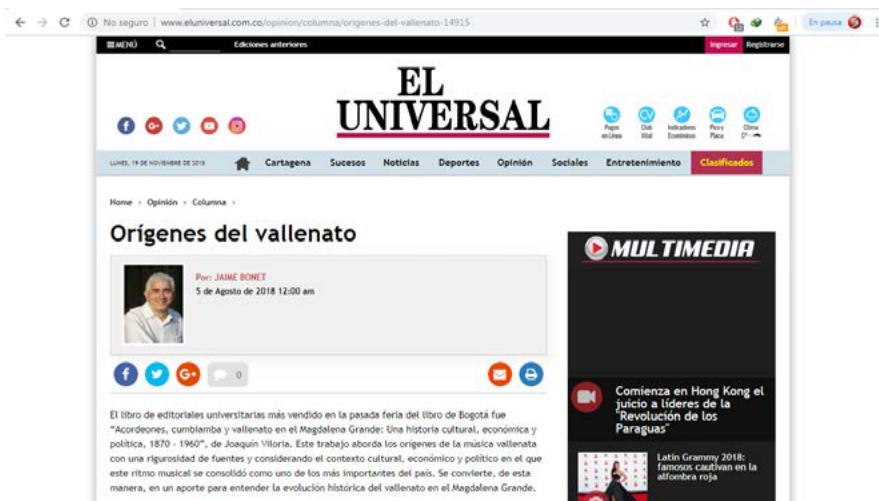 No seguro | www.eluniversal.com.co/opinion/columna/origenes-del-vallenato-14915
En pausa
MENÚ
Ediciones anteriores
Ingresar Registrarse
EL
UNIVERSAL
Pagos en Línea
Club Vital
Indicadores Económicos
Pico y Placa
Clima
LUNES, 19 DE NOVIEMBRE DE 2018
Cartagena Sucesos Noticias Deportes Opinión Sociales Entretenimiento Clasificados
Home › Opinión › Columna ›
Orígenes del vallenato
Por: JAIME BONET
5 de Agosto de 2018 12:00 am
0
El libro de editoriales universitarias más vendido en la pasada feria del libro de Bogotá fue
“Acordeones, cumbiamba y vallenato en el Magdalena Grande: Una historia cultural, económica y
política, 1870 - 1960”, de Joaquín Viloria. Este trabajo aborda los orígenes de la música vallenata
con una rigurosidad de fuentes y considerando el contexto cultural, económico y político en el que
este ritmo musical se consolidó como uno de los más importantes del país. Se convierte, de esta
manera, en un aporte para entender la evolución histórica del vallenato en el Magdalena Grande.
MULTIMEDIA
Comienza en Hong Kong el
juicio a líderes de la
"Revolución de los
Paraguas"
Latin Grammy 2018:
famosos cautivan en la
alfombra roja